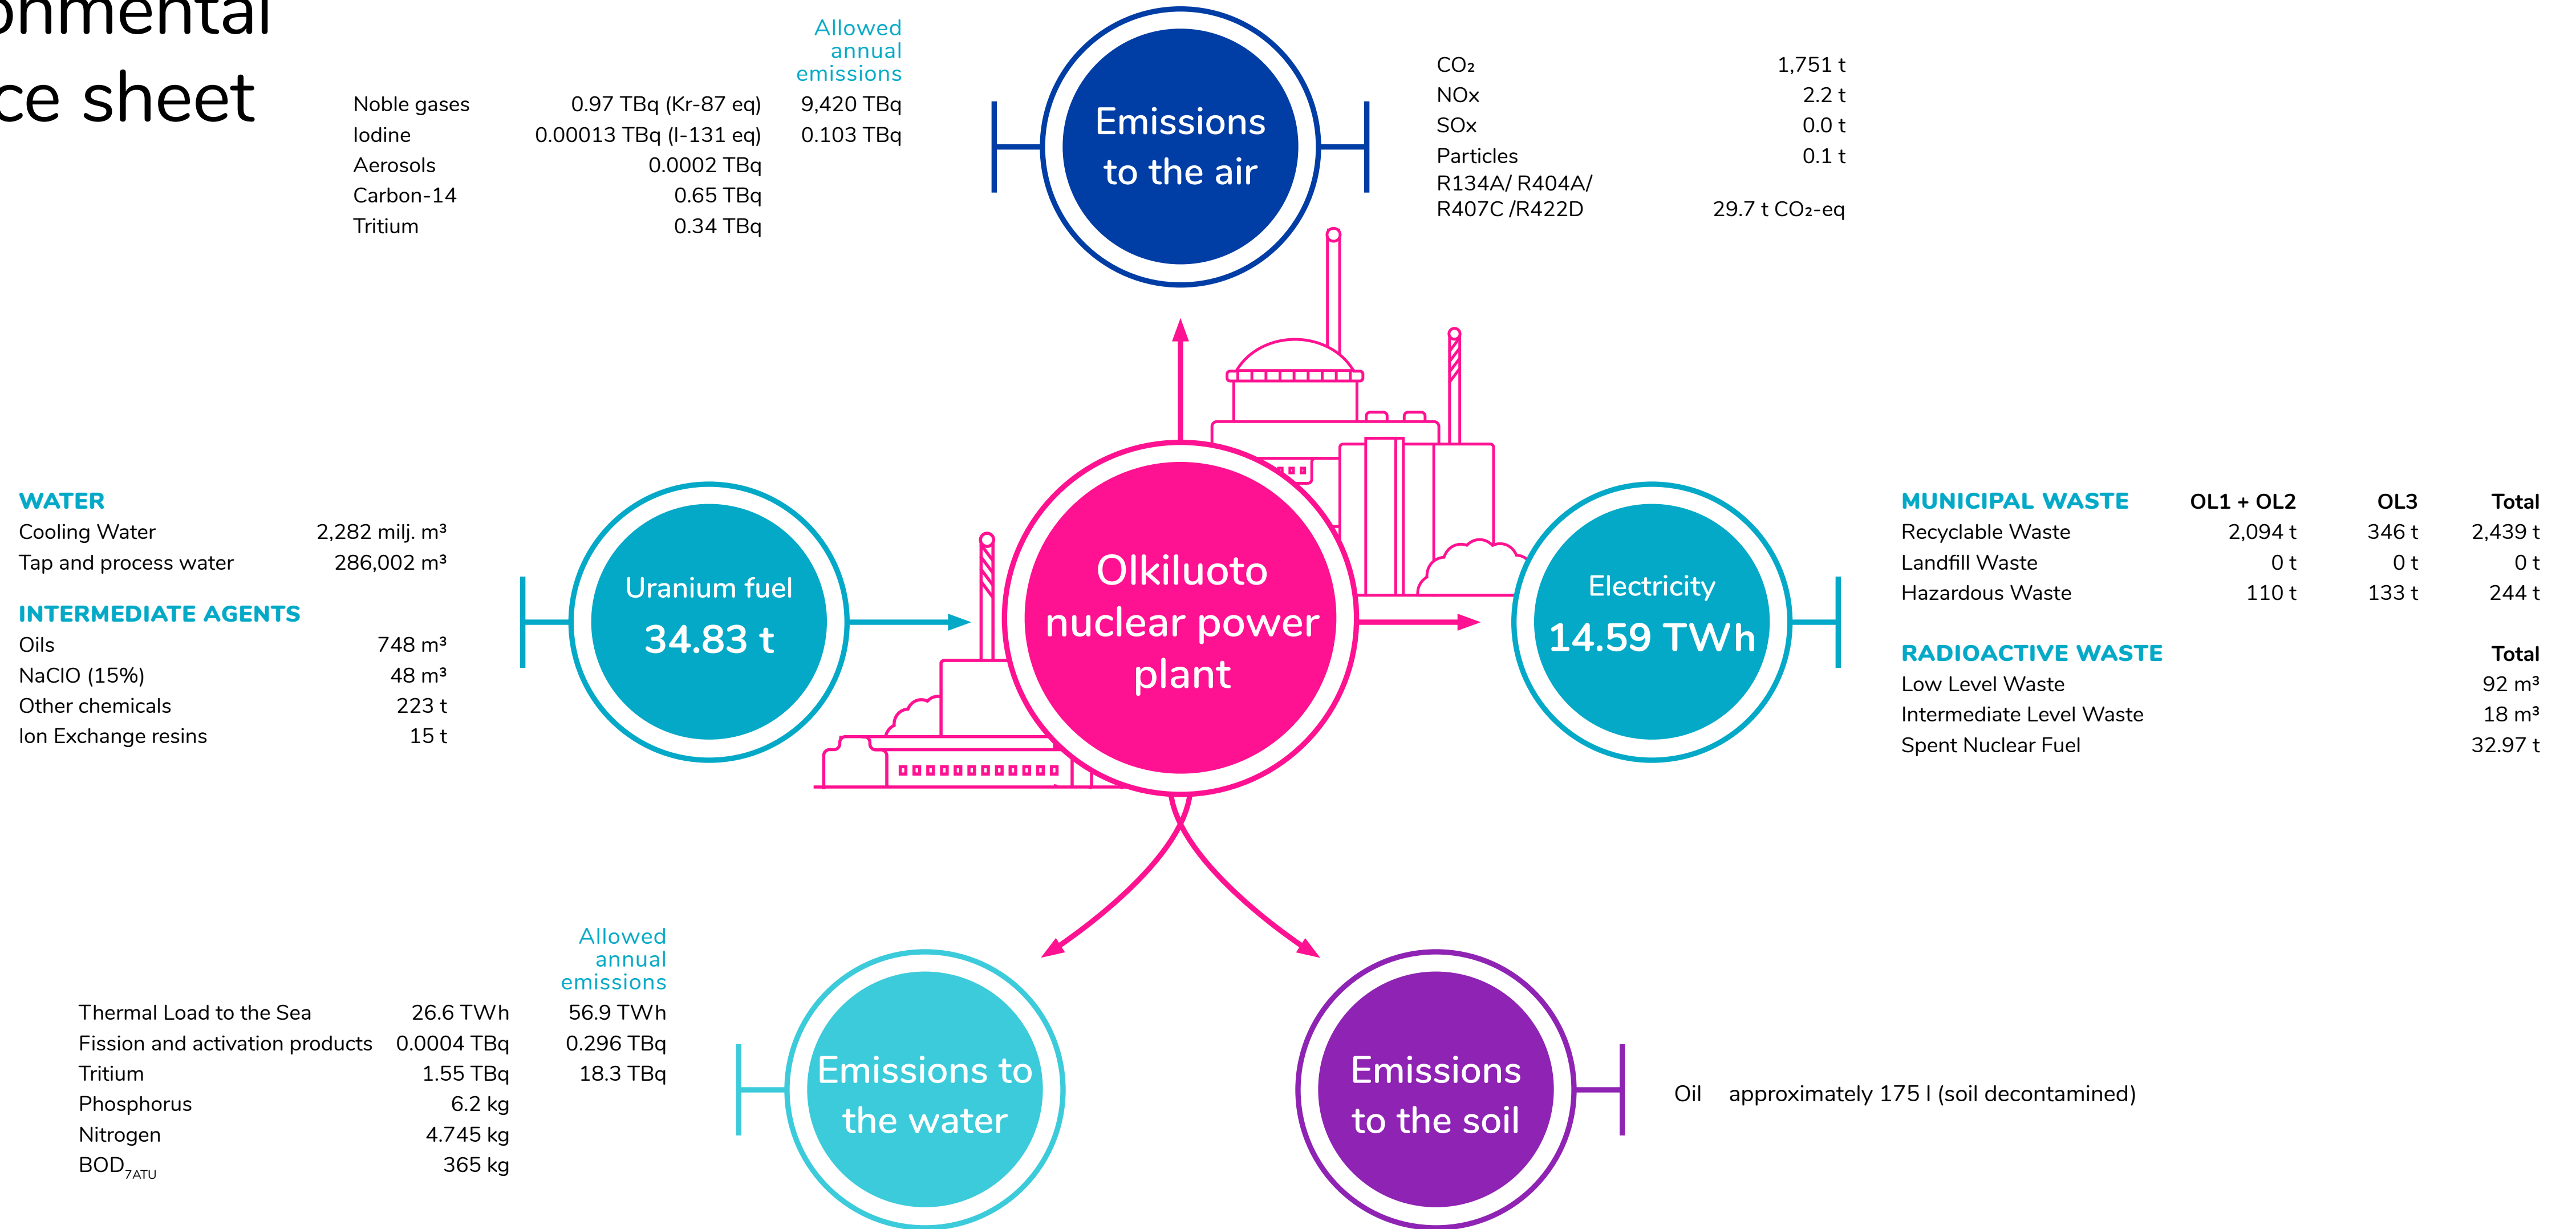 onmental
ce sheet
Allowed
annual
emissions
Noble gases 0.97 TBq (Kr-87 eq) 9,420 TBq
Iodine 0.00013 TBq (I-131 eq) 0.103 TBq
Aerosols 0.0002 TBq
Carbon-14 0.65 TBq
Tritium 0.34 TBq
Emissions
to the air
CO₂ 1,751 t
NOx 2.2 t
SOx 0.0 t
Particles 0.1 t
R134A/ R404A/
R407C /R422D 29.7 t CO₂-eq
WATER
Cooling Water 2,282 milj. m³
Tap and process water 286,002 m³
INTERMEDIATE AGENTS
Oils 748 m³
NaClO (15%) 48 m³
Other chemicals 223 t
Ion Exchange resins 15 t
Uranium fuel
34.83 t
Olkiluoto
nuclear power
plant
Electricity
14.59 TWh
MUNICIPAL WASTE OL1 + OL2 OL3 Total
Recyclable Waste 2,094 t 346 t 2,439 t
Landfill Waste 0 t 0 t 0 t
Hazardous Waste 110 t 133 t 244 t
RADIOACTIVE WASTE Total
Low Level Waste 92 m³
Intermediate Level Waste 18 m³
Spent Nuclear Fuel 32.97 t
Allowed
annual
emissions
Thermal Load to the Sea 26.6 TWh 56.9 TWh
Fission and activation products 0.0004 TBq 0.296 TBq
Tritium 1.55 TBq 18.3 TBq
Phosphorus 6.2 kg
Nitrogen 4.745 kg
BOD7ATU 365 kg
Emissions to
the water
Emissions
to the soil
Oil approximately 175 l (soil decontamined)